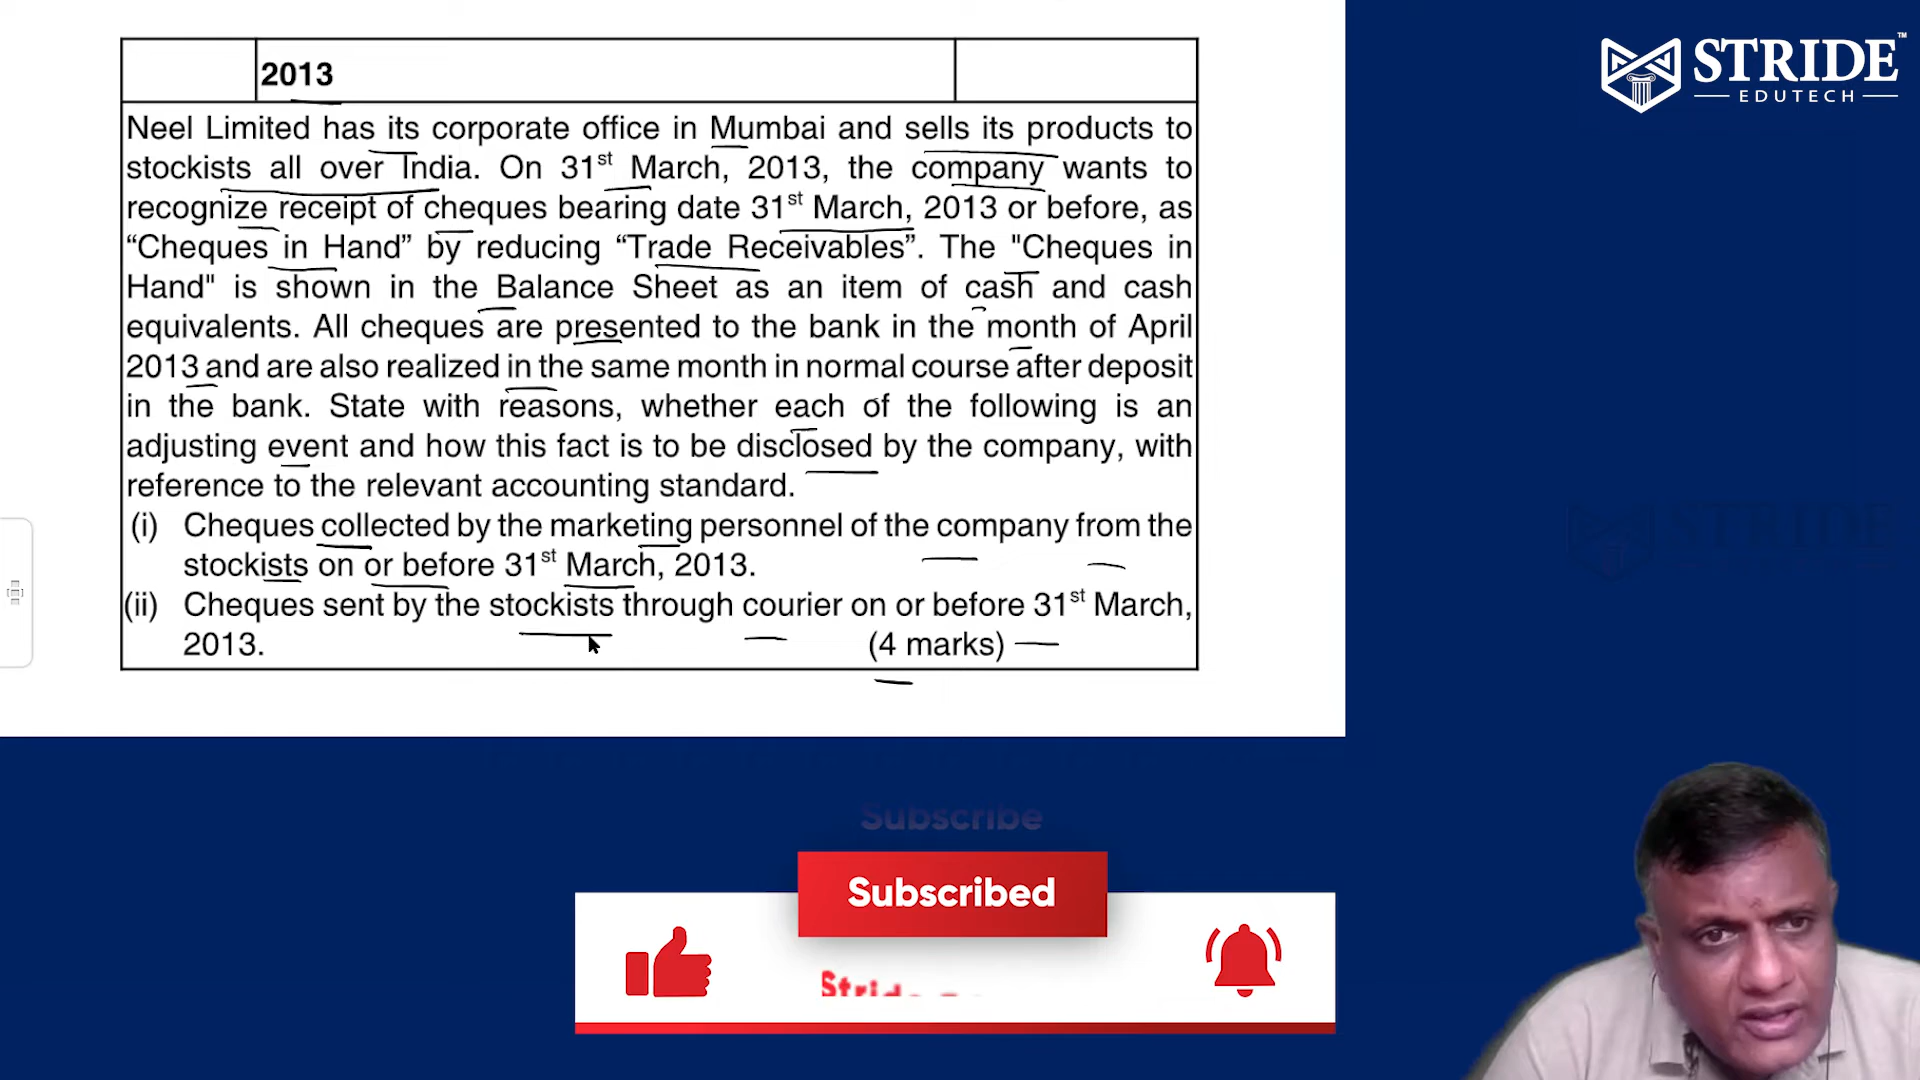 STRIDE™
EDUTECH
2013
Neel Limited has its corporate office in Mumbai and sells its products to
stockists all over India. On 31st March, 2013, the company wants to
recognize receipt of cheques bearing date 31st March, 2013 or before, as
“Cheques in Hand” by reducing “Trade Receivables”. The "Cheques in
Hand" is shown in the Balance Sheet as an item of cash and cash
equivalents. All cheques are presented to the bank in the month of April
2013 and are also realized in the same month in normal course after deposit
in the bank. State with reasons, whether each of the following is an
adjusting event and how this fact is to be disclosed by the company, with
reference to the relevant accounting standard.
(i) Cheques collected by the marketing personnel of the company from the
stockists on or before 31st March, 2013.
(ii) Cheques sent by the stockists through courier on or before 31st March,
2013. (4 marks)
STRIDE
Subscribe
Subscribed
Stride